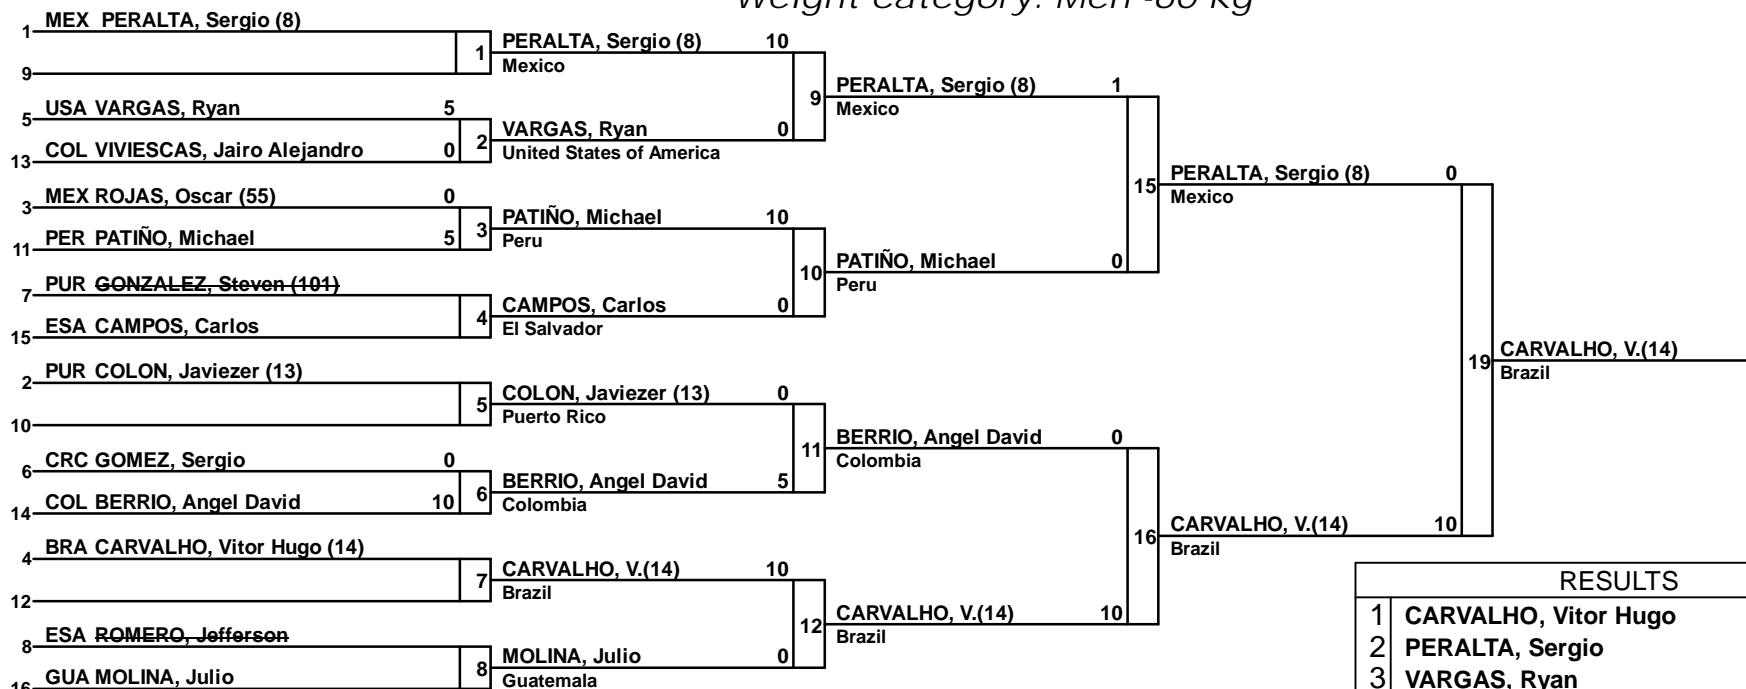 Weight category: Men -60 kg
1 MEX PERALTA, Sergio (8)
9
1
PERALTA, Sergio (8) 10
Mexico
5 USA VARGAS, Ryan 5
13 COL VIVIESCAS, Jairo Alejandro 0
2
VARGAS, Ryan 0
United States of America
9
PERALTA, Sergio (8) 1
Mexico
3 MEX ROJAS, Oscar (55) 0
11 PER PATIÑO, Michael 5
3
PATIÑO, Michael 10
Peru
7 PUR GONZALEZ, Steven (101)
15 ESA CAMPOS, Carlos
4
CAMPOS, Carlos 0
El Salvador
10
PATIÑO, Michael 0
Peru
15
PERALTA, Sergio (8) 0
Mexico
2 PUR COLON, Javiezer (13)
10
5
COLON, Javiezer (13) 0
Puerto Rico
6 CRC GOMEZ, Sergio 0
14 COL BERRIO, Angel David 10
6
BERRIO, Angel David 5
Colombia
11
BERRIO, Angel David 0
Colombia
4 BRA CARVALHO, Vitor Hugo (14)
12
7
CARVALHO, V.(14) 10
Brazil
8 ESA ROMERO, Jefferson
16 GUA MOLINA, Julio
8
MOLINA, Julio 0
Guatemala
12
CARVALHO, V.(14) 10
Brazil
16
CARVALHO, V.(14) 10
Brazil
19
CARVALHO, V.(14)
Brazil
RESULTS
1 CARVALHO, Vitor Hugo
2 PERALTA, Sergio
3 VARGAS, Ryan